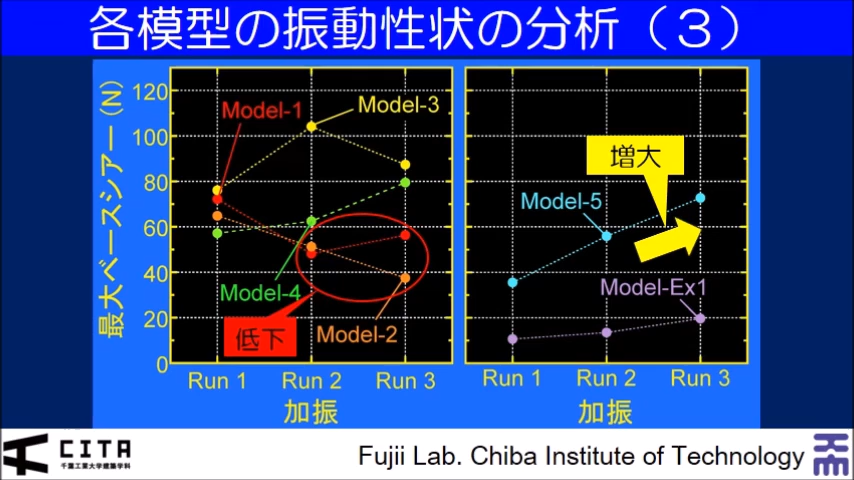 各模型の振動性状の分析（３）
最大ベースシアー (N)
120
100
80
60
40
20
0
Model-1
Model-3
Model-4
Model-2
低下
Run 1
Run 2
Run 3
加振
増大
Model-5
Model-Ex1
Run 1
Run 2
Run 3
加振
CITA
千葉工業大学建築学科
Fujii Lab. Chiba Institute of Technology